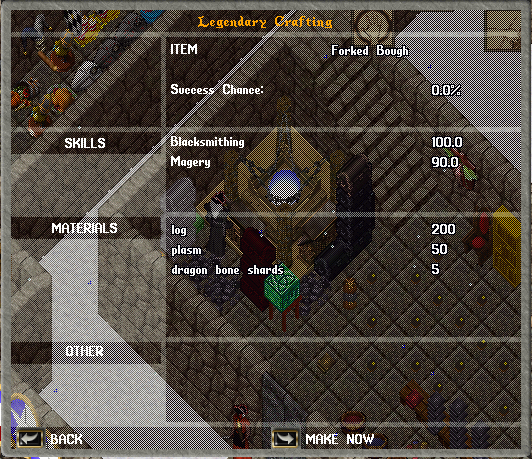 Legendary Crafting
ITEM Forked Bough
Success Chance: 0.0%
SKILLS
Blacksmithing 100.0
Magery 90.0
MATERIALS
log 200
plasm 50
dragon bone shards 5
OTHER
BACK MAKE NOW